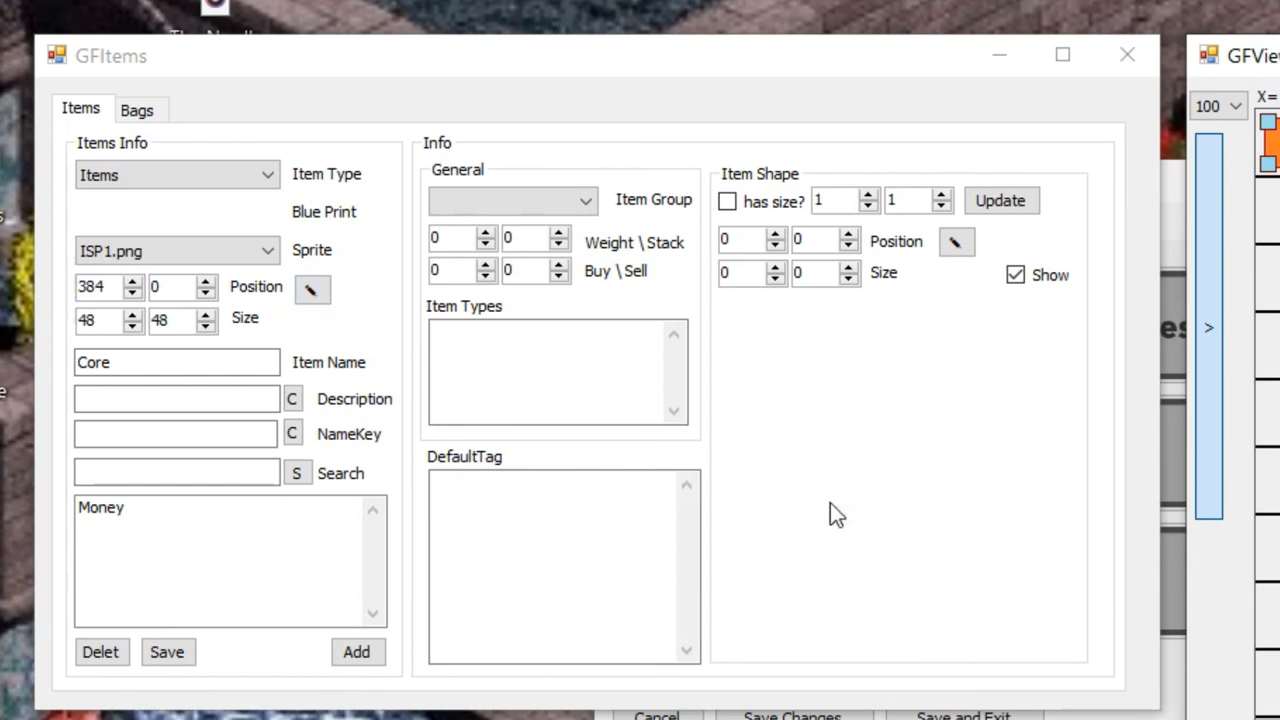 GFItems
Items Bags
Items Info
Items Item Type
Blue Print
ISP1.png Sprite
384 0 Position
48 48 Size
Core Item Name
C Description
C NameKey
S Search
Money
Delet Save Add
Info
General
Item Group
0 0 Weight \ Stack
0 0 Buy \ Sell
Item Types
DefaultTag
Item Shape
has size? 1 1 Update
0 0 Position
0 0 Size Show
100 X=
>
Cancel Save Changes Save and Exit